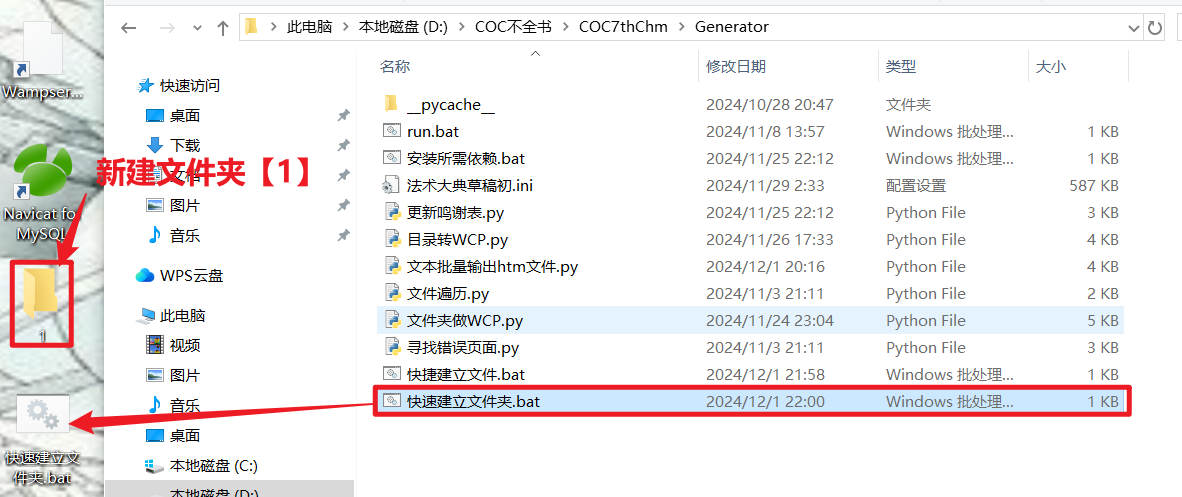 此电脑 > 本地磁盘 (D:) > COC不全书 > COC7thChm > Generator
名称 修改日期 类型 大小
Wampser...
Navicat fo
MySQL
新建文件夹【1】
1
快速建立文
件夹.bat
快速访问
桌面
下载
图片
音乐
WPS云盘
此电脑
视频
图片
音乐
桌面
本地磁盘 (C:)
本地磁盘 (D:)
__pycache__ 2024/10/28 20:47 文件夹
run.bat 2024/11/8 13:57 Windows 批处理... 1 KB
安装所需依赖.bat 2024/11/25 22:12 Windows 批处理... 1 KB
法术大典草稿初.ini 2024/11/29 2:33 配置设置 587 KB
更新鸣谢表.py 2024/11/25 22:12 Python File 3 KB
目录转WCP.py 2024/11/26 17:33 Python File 4 KB
文本批量输出htm文件.py 2024/12/1 20:16 Python File 4 KB
文件遍历.py 2024/11/3 21:11 Python File 2 KB
文件夹做WCP.py 2024/11/24 23:04 Python File 5 KB
寻找错误页面.py 2024/11/3 21:11 Python File 3 KB
快捷建立文件.bat 2024/12/1 21:58 Windows 批处理... 1 KB
快速建立文件夹.bat 2024/12/1 22:00 Windows 批处理... 1 KB